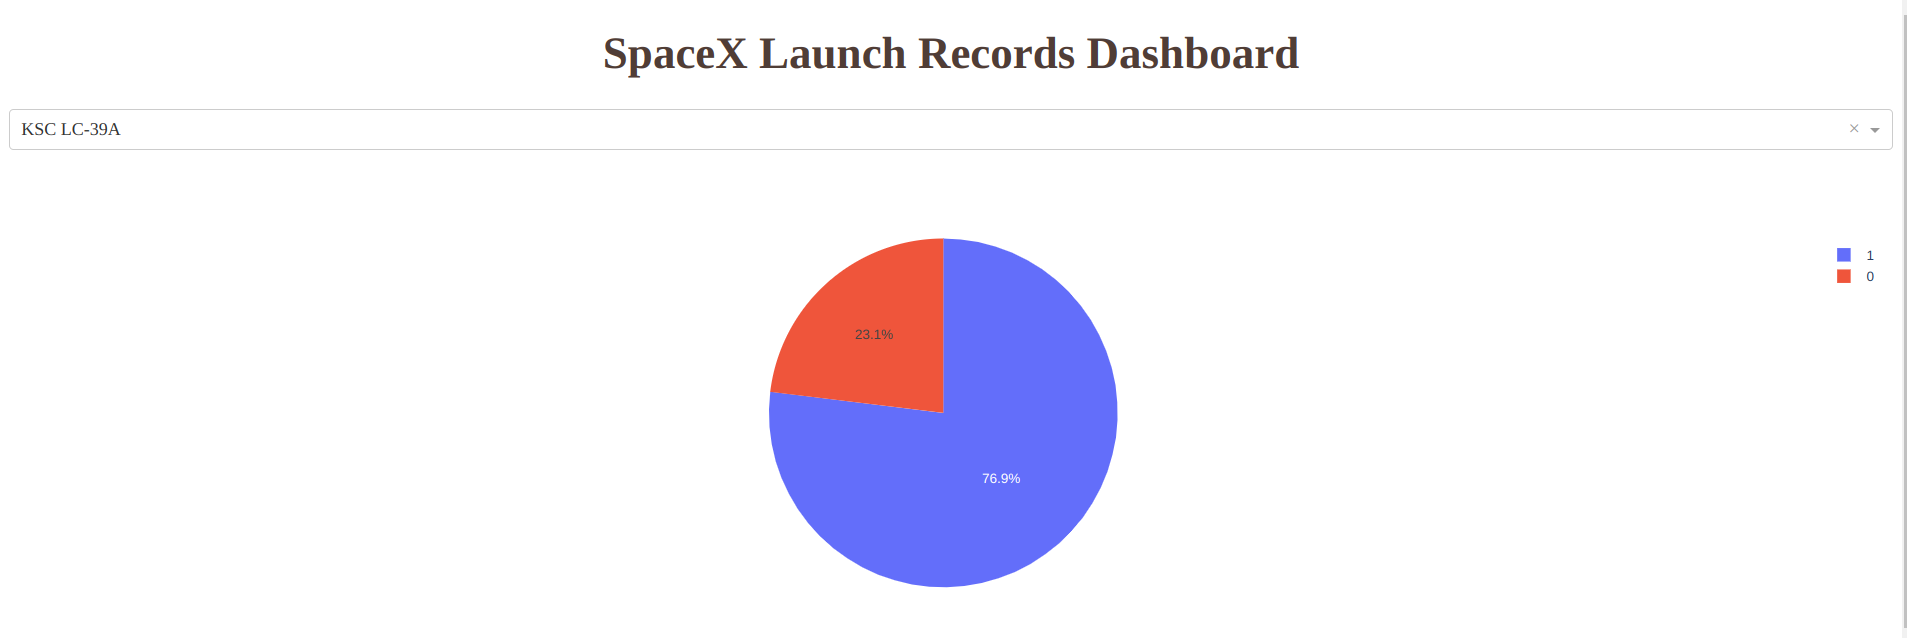 SpaceX Launch Records Dashboard
KSC LC-39A
1
0
23.1%
76.9%